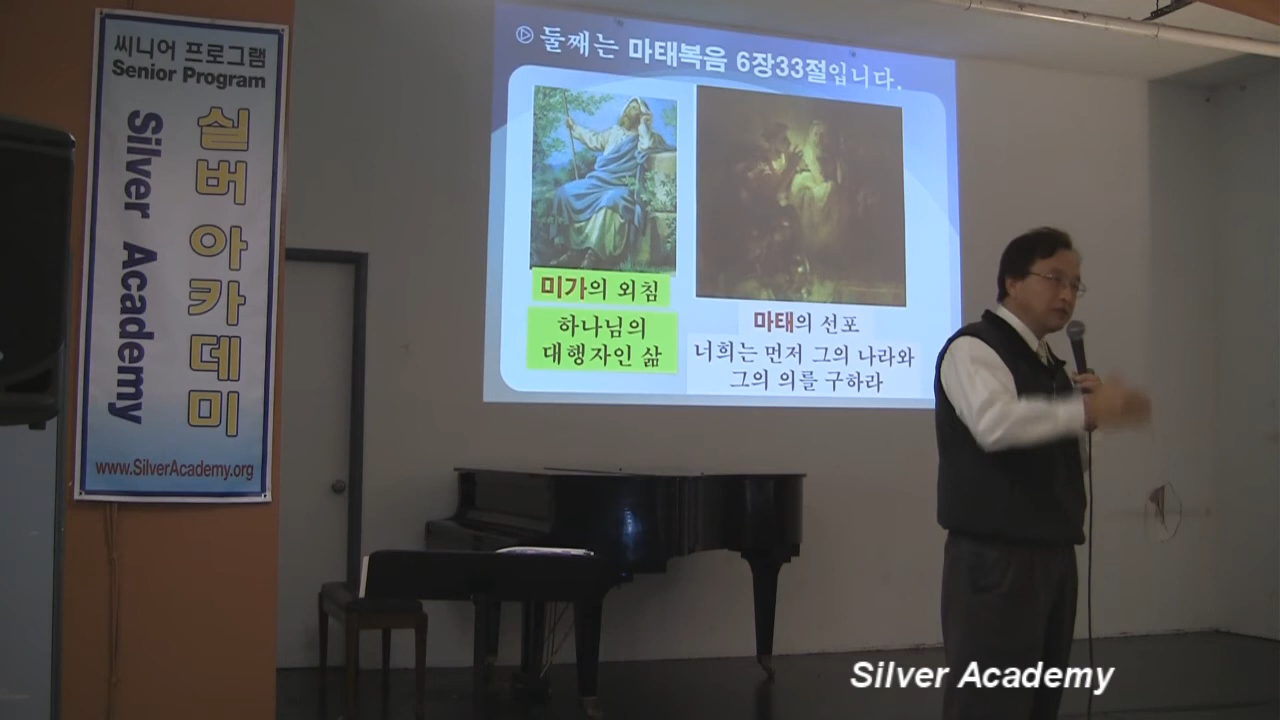 씨니어 프로그램
Senior Program
실버 아카데미
Silver Academy
www.SilverAcademy.org
둘째는 마태복음 6장33절입니다.
미가의 외침
하나님의
대행자인 삶
마태의 선포
너희는 먼저 그의 나라와
그의 의를 구하라
Silver Academy